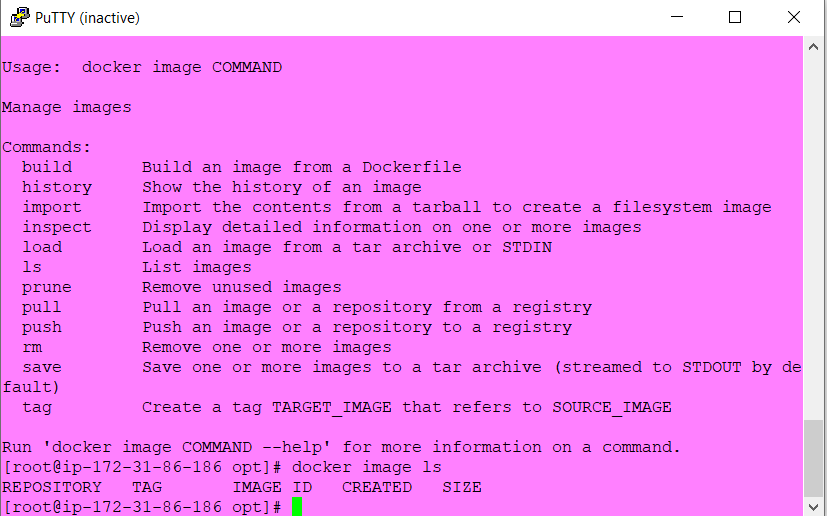 PuTTY (inactive)
Usage:  docker image COMMAND
Manage images
Commands:
  build       Build an image from a Dockerfile
  history     Show the history of an image
  import      Import the contents from a tarball to create a filesystem image
  inspect     Display detailed information on one or more images
  load        Load an image from a tar archive or STDIN
  ls          List images
  prune       Remove unused images
  pull        Pull an image or a repository from a registry
  push        Push an image or a repository to a registry
  rm          Remove one or more images
  save        Save one or more images to a tar archive (streamed to STDOUT by de
fault)
  tag         Create a tag TARGET_IMAGE that refers to SOURCE_IMAGE
Run 'docker image COMMAND --help' for more information on a command.
[root@ip-172-31-86-186 opt]# docker image ls
REPOSITORY   TAG       IMAGE ID   CREATED   SIZE
[root@ip-172-31-86-186 opt]#